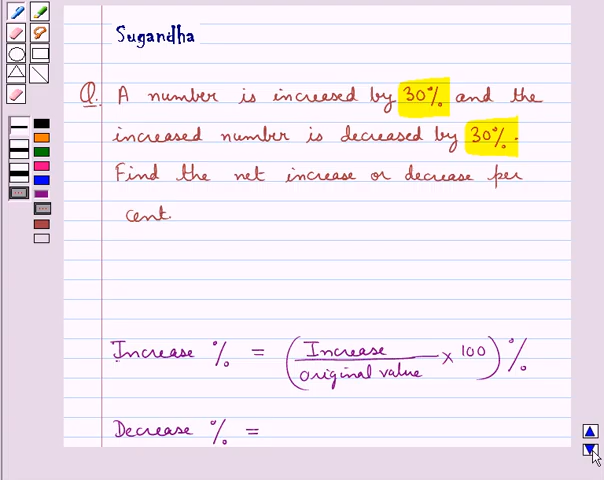 Sugandha
Q. A number is increased by 30% and the
increased number is decreased by 30%.
Find the net increase or decrease per
cent.
Increase % = (Increase / original value × 100) %
Decrease % =